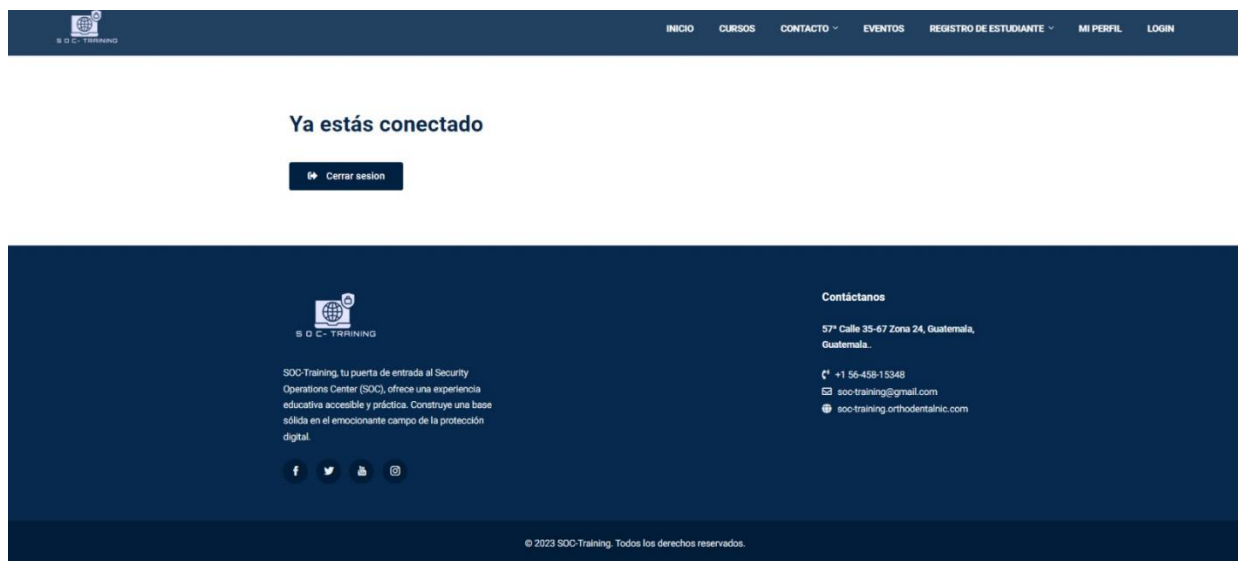 SOC-TRAINING
INICIO CURSOS CONTACTO EVENTOS REGISTRO DE ESTUDIANTE MI PERFIL LOGIN
Ya estás conectado
Cerrar sesion
SOC-TRAINING
SOC-Training, tu puerta de entrada al Security
Operations Center (SOC), ofrece una experiencia
educativa accesible y práctica. Construye una base
sólida en el emocionante campo de la protección
digital.
Contáctanos
57ª Calle 35-67 Zona 24, Guatemala,
Guatemala..
+1 56-458-15348
soc-training@gmail.com
soc-training.orthodentalnic.com
© 2023 SOC-Training. Todos los derechos reservados.